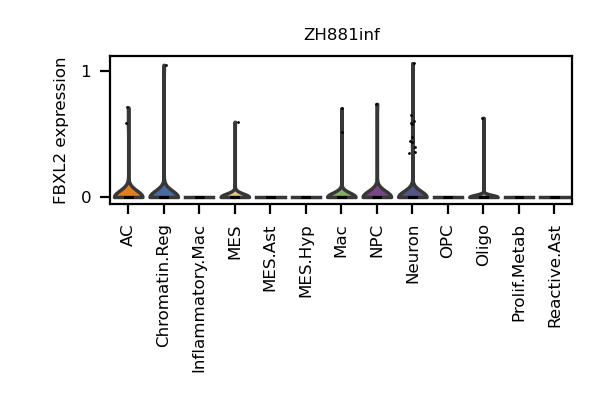 ZH881inf
FBXL2 expression
1
0
AC
Chromatin.Reg
Inflammatory.Mac
MES
MES.Ast
MES.Hyp
Mac
NPC
Neuron
OPC
Oligo
Prolif.Metab
Reactive.Ast